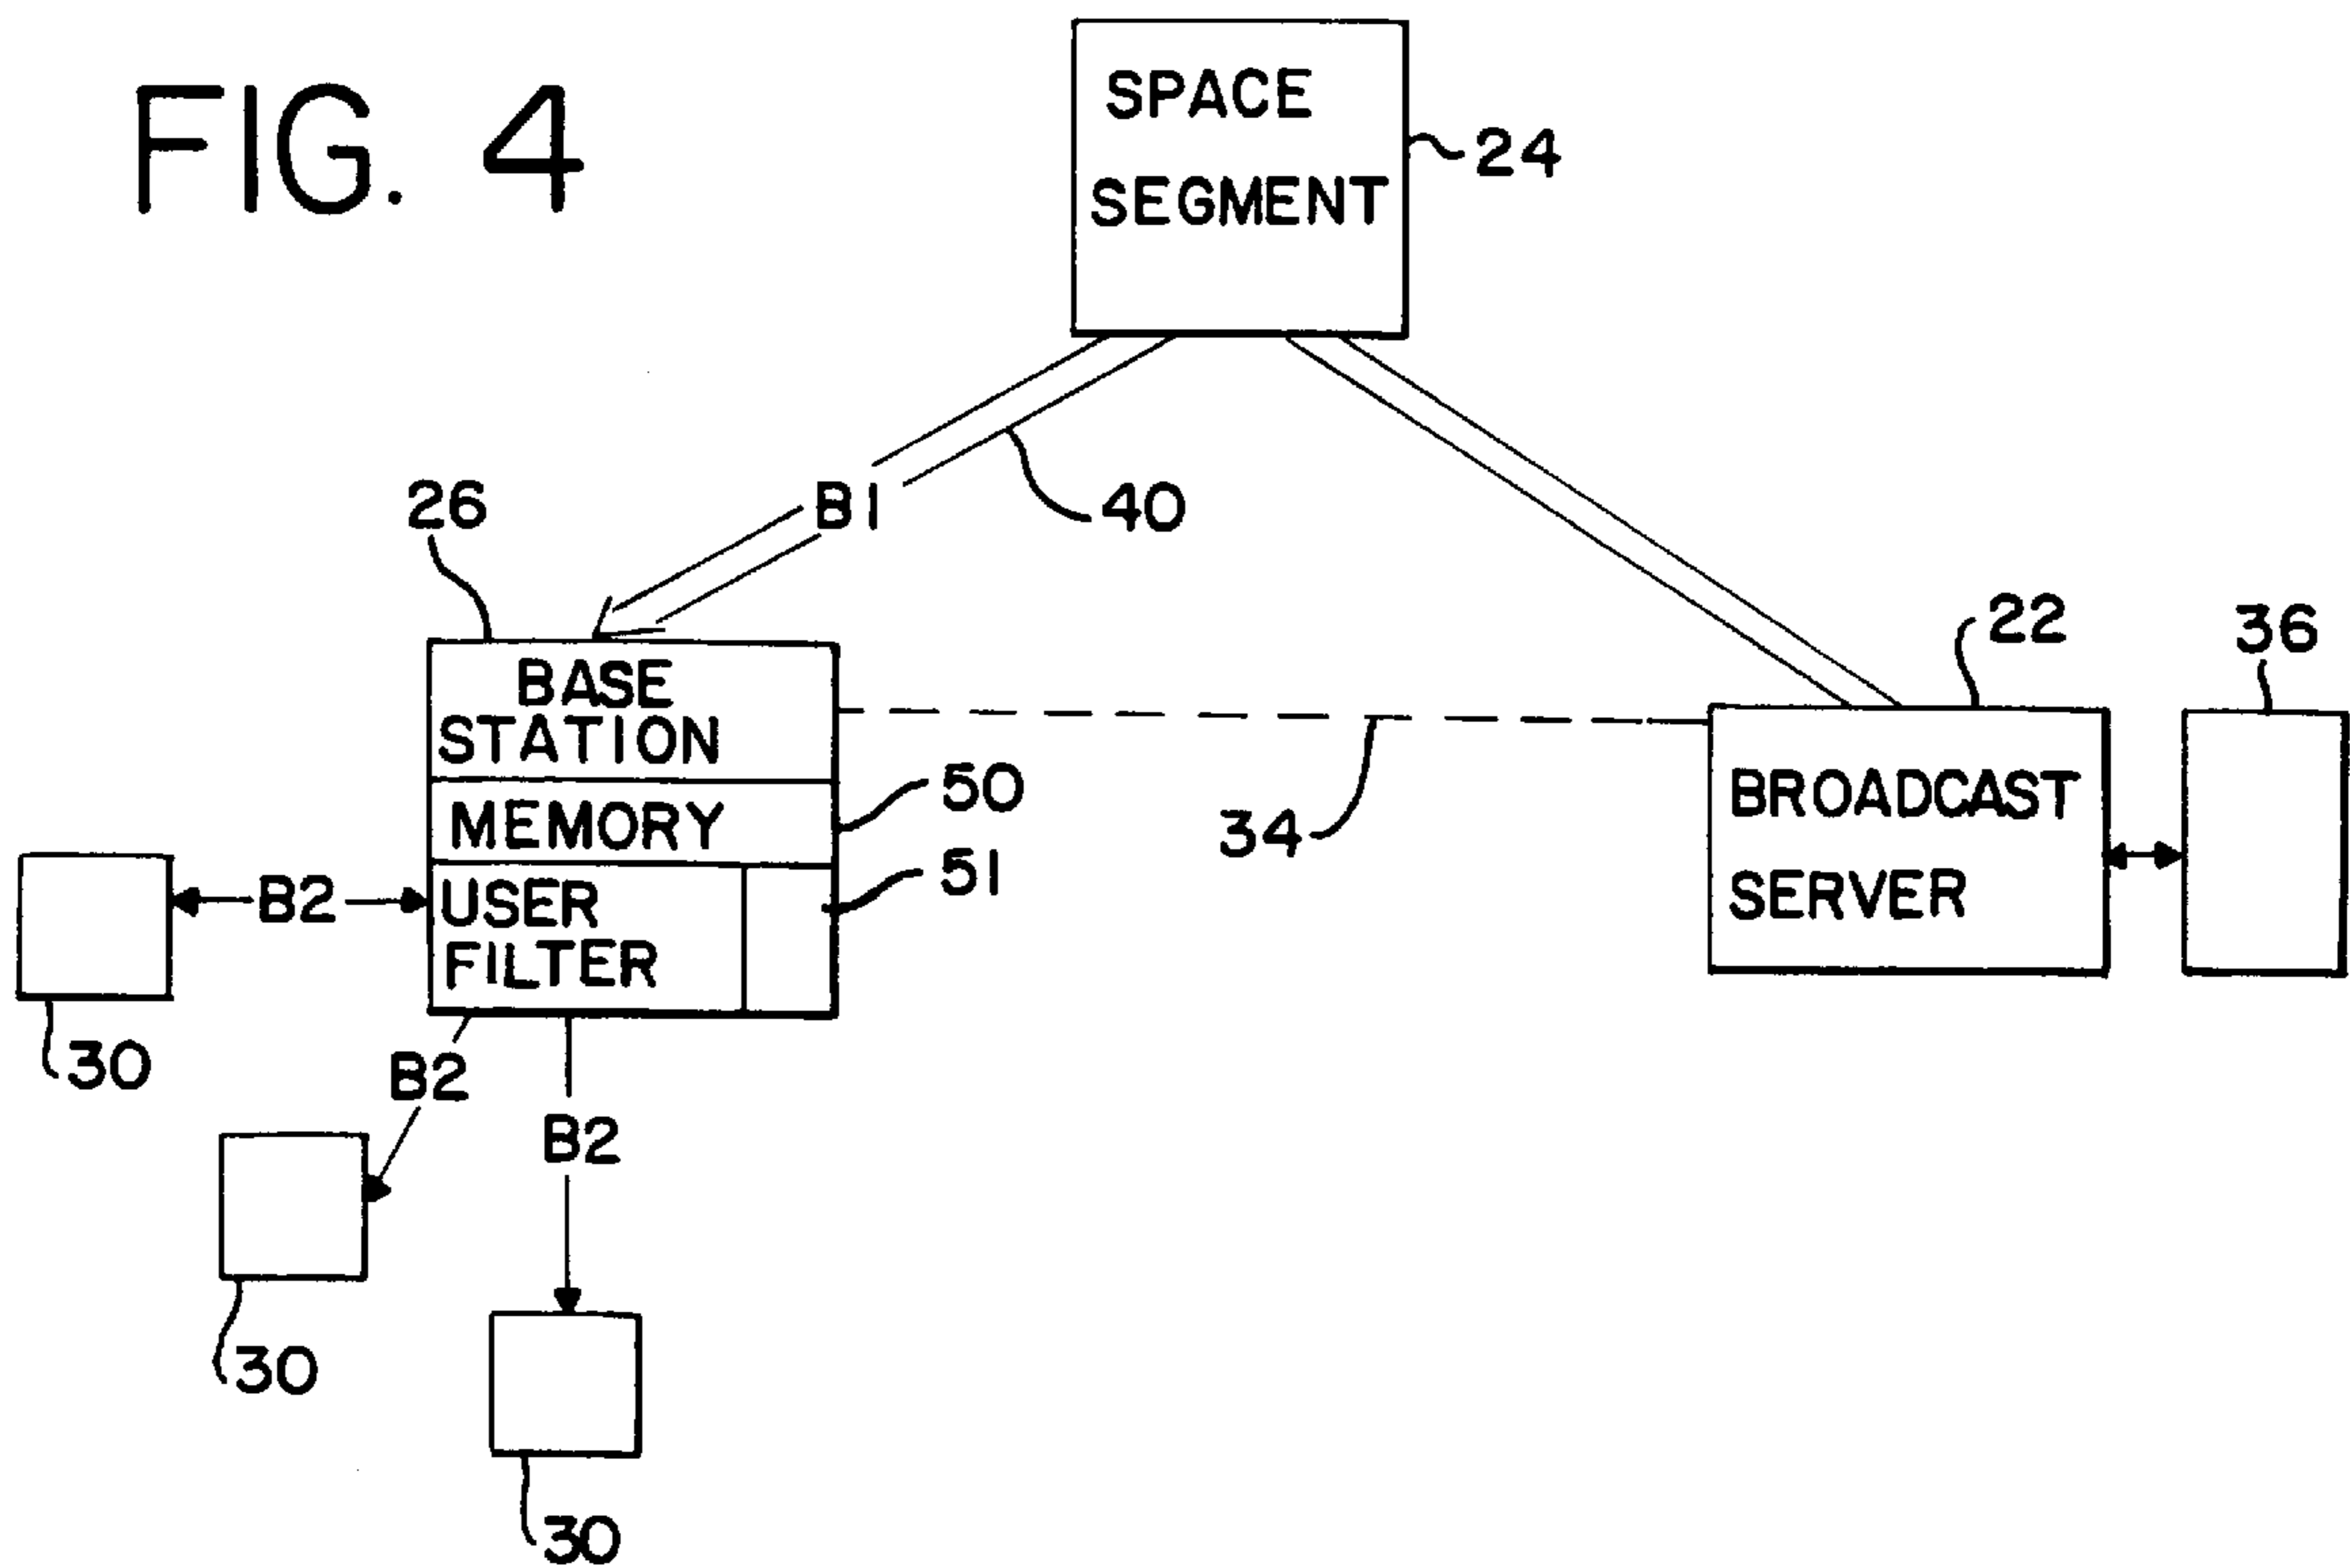 FIG. 4
SPACE
SEGMENT
24
B1
40
26
22
36
BASE
STATION
50
MEMORY
34
BROADCAST
SERVER
51
B2
USER
FILTER
30
B2
B2
30
30